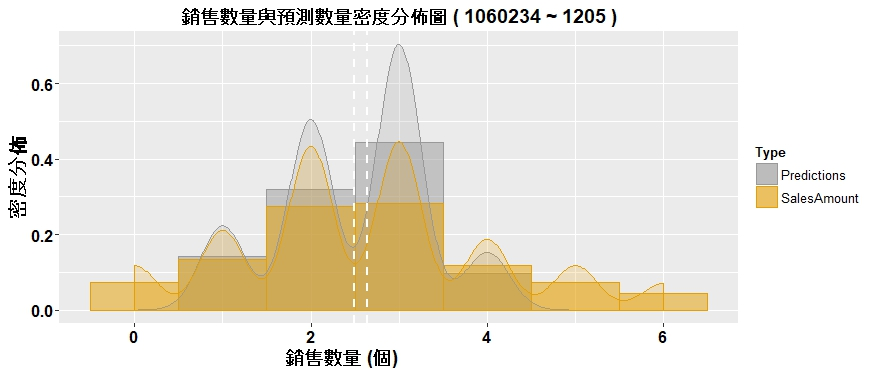 銷售數量與預測數量密度分佈圖 ( 1060234 ~ 1205 )
密度分佈
0.6
0.4
0.2
0.0
0 2 4 6
銷售數量 (個)
Type
Predictions
SalesAmount